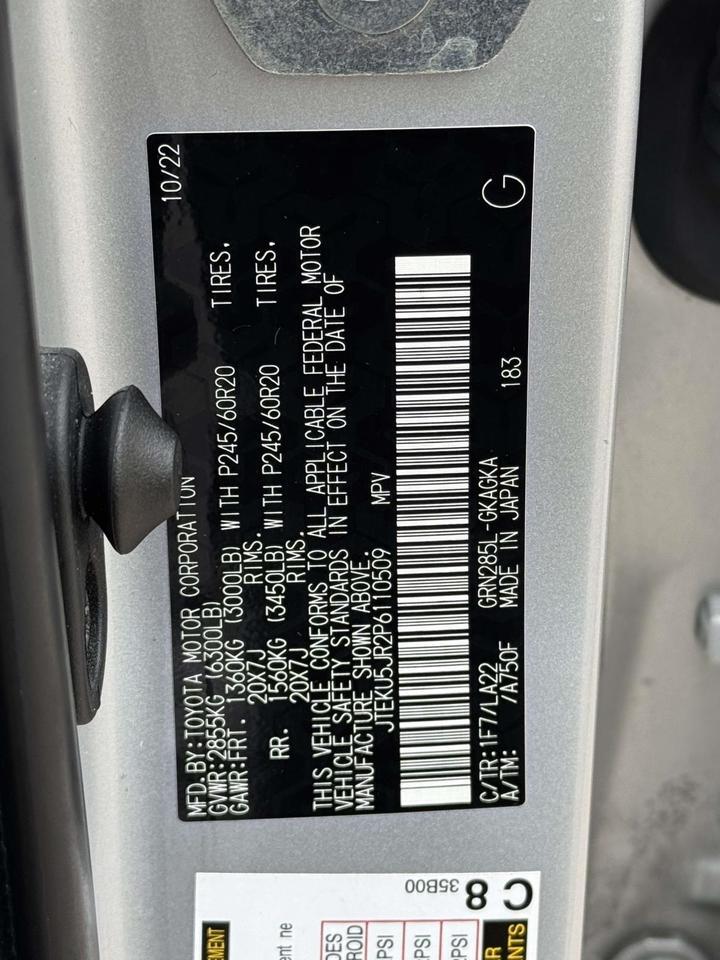 MFD. BY: TOYOTA MOTOR CORPORATION 10/22
GVWR: 2855KG (6300LB)
GAWR: FRT. 1360KG (3000LB) WITH P245/60R20 TIRES,
20X7J RIMS.
RR. 1560KG (3450LB) WITH P245/60R20 TIRES,
20X7J RIMS.
THIS VEHICLE CONFORMS TO ALL APPLICABLE FEDERAL MOTOR
VEHICLE SAFETY STANDARDS IN EFFECT ON THE DATE OF
MANUFACTURE SHOWN ABOVE.
JTEKU5JR2P6110509 MPV
C/TR: 1F7/LA22 GRN285L-GKAGKA 183
A/TM: /A750F MADE IN JAPAN G
C 8 35B00
PSI
PSI
PSI